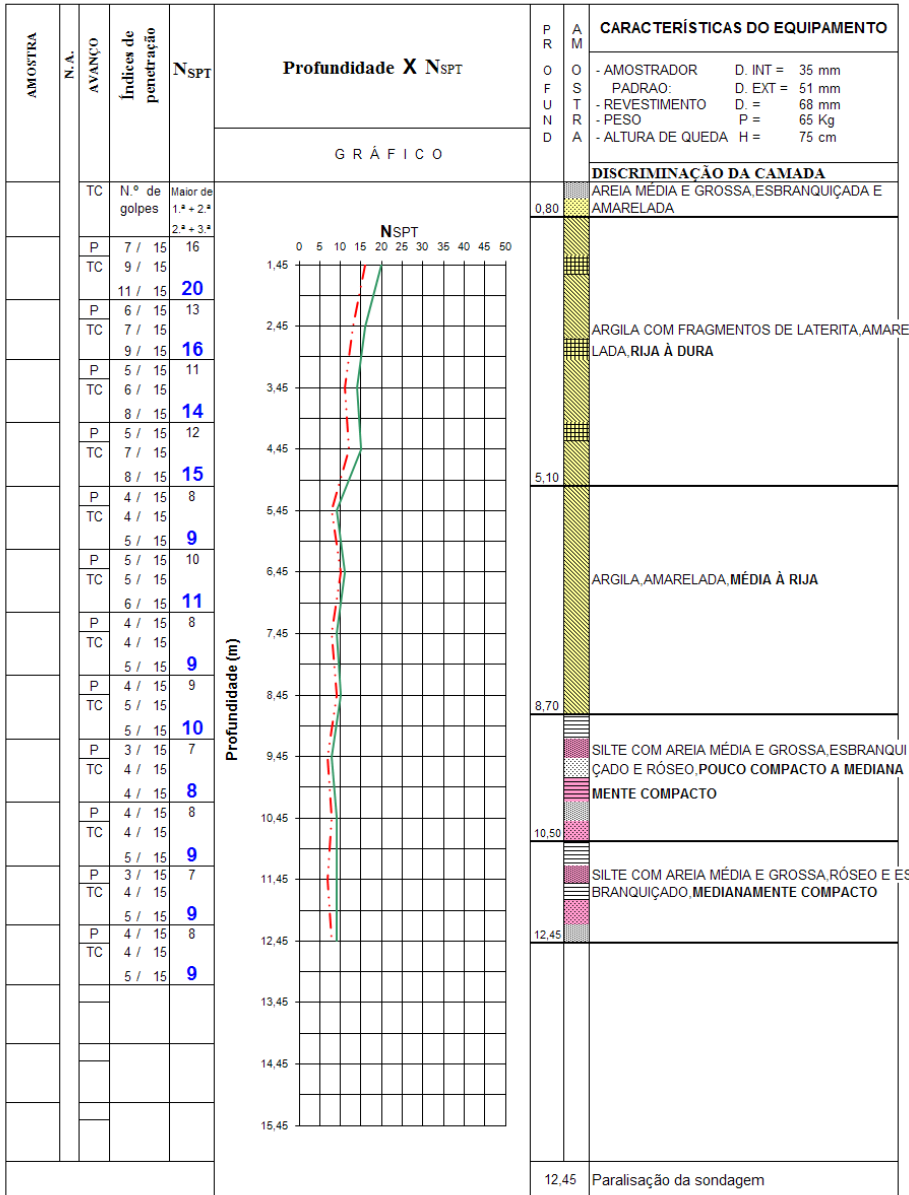 AMOSTRA
N.A.
AVANÇO
Índices de
penetração
NSPT
Profundidade X NSPT
GRÁFICO
P A
R M
O O
F S
U T
N R
D A
CARACTERÍSTICAS DO EQUIPAMENTO
- AMOSTRADOR D. INT = 35 mm
PADRAO: D. EXT = 51 mm
- REVESTIMENTO D. = 68 mm
- PESO P = 65 Kg
- ALTURA DE QUEDA H = 75 cm
DISCRIMINAÇÃO DA CAMADA
TC N.º de golpes
Maior de
1.ª + 2.ª
2.ª + 3.ª
P 7 / 15 16
TC 9 / 15
11 / 15 20
P 6 / 15 13
TC 7 / 15
9 / 15 16
P 5 / 15 11
TC 6 / 15
8 / 15 14
P 5 / 15 12
TC 7 / 15
8 / 15 15
P 4 / 15 8
TC 4 / 15
5 / 15 9
P 5 / 15 10
TC 5 / 15
6 / 15 11
P 4 / 15 8
TC 4 / 15
5 / 15 9
P 4 / 15 9
TC 5 / 15
5 / 15 10
P 3 / 15 7
TC 4 / 15
4 / 15 8
P 4 / 15 8
TC 4 / 15
5 / 15 9
P 3 / 15 7
TC 4 / 15
5 / 15 9
P 4 / 15 8
TC 4 / 15
5 / 15 9
NSPT
0 5 10 15 20 25 30 35 40 45 50
Profundidade (m)
1,45
2,45
3,45
4,45
5,45
6,45
7,45
8,45
9,45
10,45
11,45
12,45
13,45
14,45
15,45
AREIA MÉDIA E GROSSA,ESBRANQUIÇADA E
0,80 AMARELADA
ARGILA COM FRAGMENTOS DE LATERITA,AMARE
LADA,RIJA À DURA
5,10
ARGILA,AMARELADA,MÉDIA À RIJA
8,70
SILTE COM AREIA MÉDIA E GROSSA,ESBRANQUI
ÇADO E RÓSEO,POUCO COMPACTO A MEDIANA
MENTE COMPACTO
10,50
SILTE COM AREIA MÉDIA E GROSSA,RÓSEO E ES
BRANQUIÇADO,MEDIANAMENTE COMPACTO
12,45
12,45 Paralisação da sondagem